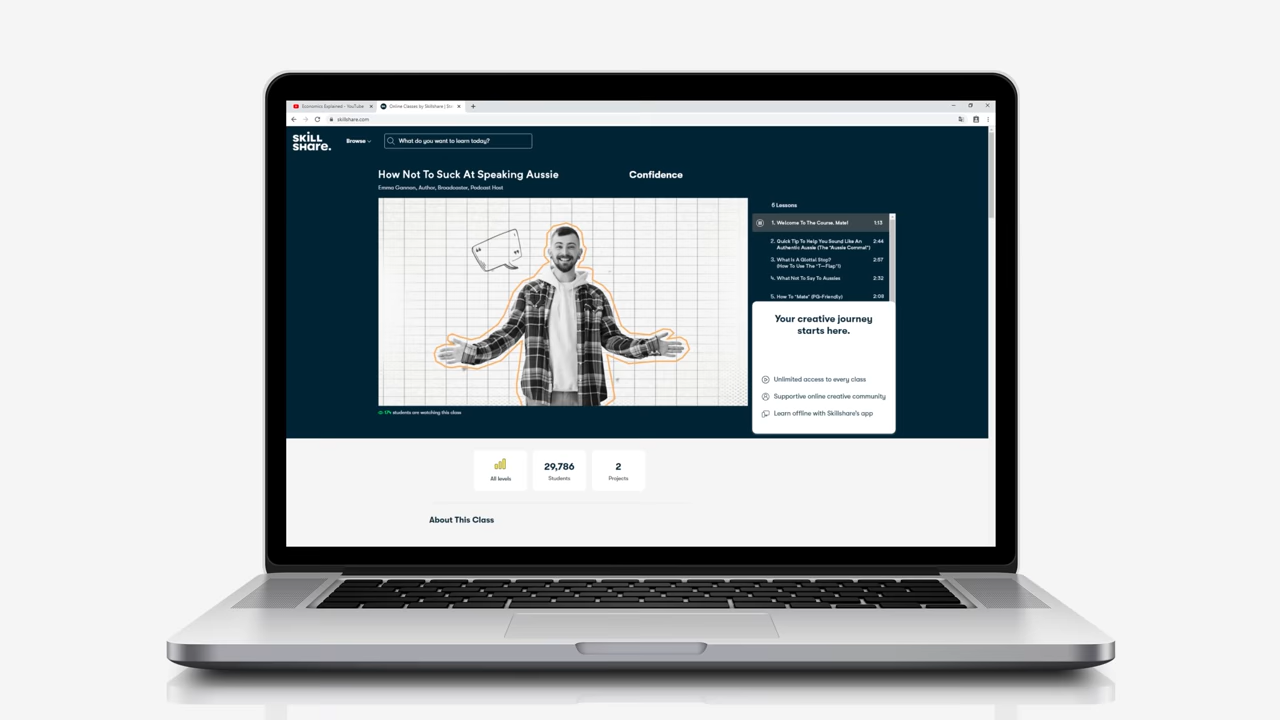 Economics Explained - YouTube
Online Classes by Skillshare | Ski
skillshare.com
SKILL
SHARE.
Browse
What do you want to learn today?
How Not To Suck At Speaking Aussie
Confidence
Emma Gannon, Author, Broadcaster, Podcast Host
6 Lessons
1. Welcome To The Course, Mate!
1:13
2. Quick Tip To Help You Sound Like An
Authentic Aussie (The "Aussie Comma")
2:44
3. What Is A Glottal Stop?
(How To Use The "T—Flap"!)
2:57
4. What Not To Say To Aussies
2:32
5. How To "Mate" (PG-Friendly)
2:08
Your creative journey
starts here.
Unlimited access to every class
Supportive online creative community
Learn offline with Skillshare's app
students are watching this class
All levels
29,786
Students
2
Projects
About This Class